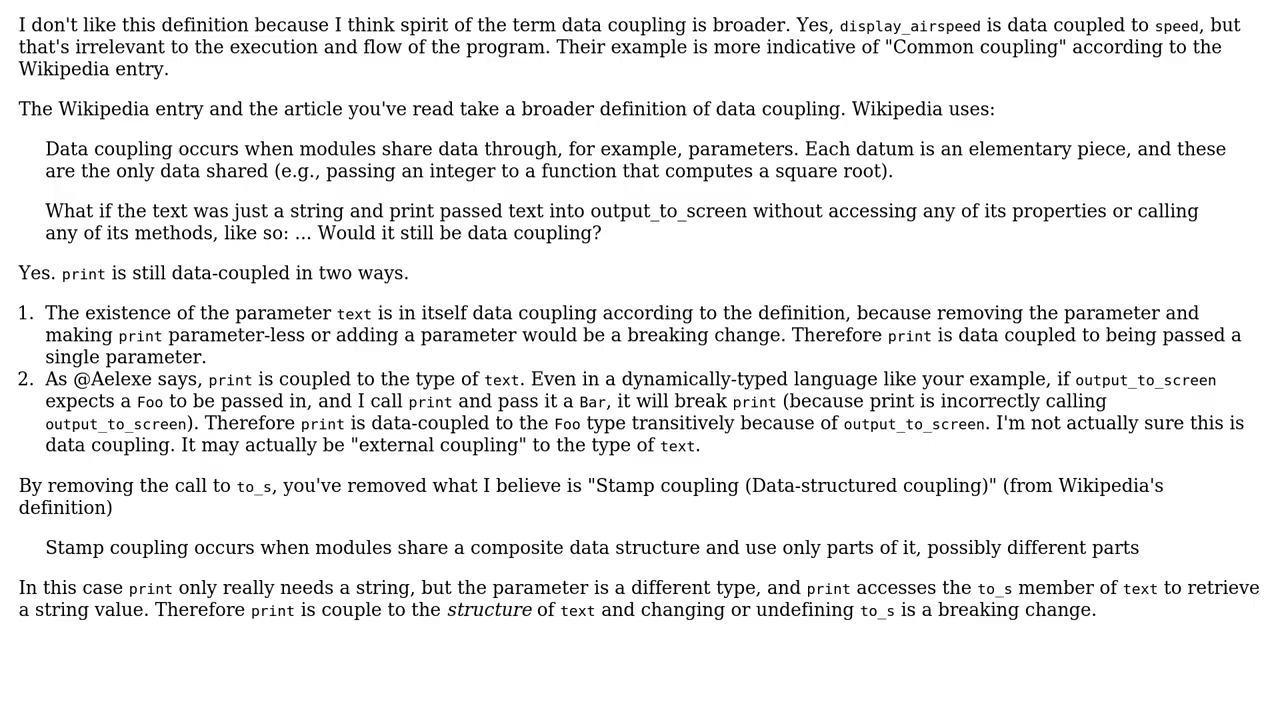 I don't like this definition because I think spirit of the term data coupling is broader. Yes, display_airspeed is data coupled to speed, but
that's irrelevant to the execution and flow of the program. Their example is more indicative of "Common coupling" according to the
Wikipedia entry.
The Wikipedia entry and the article you've read take a broader definition of data coupling. Wikipedia uses:
Data coupling occurs when modules share data through, for example, parameters. Each datum is an elementary piece, and these
are the only data shared (e.g., passing an integer to a function that computes a square root).
What if the text was just a string and print passed text into output_to_screen without accessing any of its properties or calling
any of its methods, like so: ... Would it still be data coupling?
Yes. print is still data-coupled in two ways.
1. The existence of the parameter text is in itself data coupling according to the definition, because removing the parameter and
making print parameter-less or adding a parameter would be a breaking change. Therefore print is data coupled to being passed a
single parameter.
2. As @Aelexe says, print is coupled to the type of text. Even in a dynamically-typed language like your example, if output_to_screen
expects a Foo to be passed in, and I call print and pass it a Bar, it will break print (because print is incorrectly calling
output_to_screen). Therefore print is data-coupled to the Foo type transitively because of output_to_screen. I'm not actually sure this is
data coupling. It may actually be "external coupling" to the type of text.
By removing the call to to_s, you've removed what I believe is "Stamp coupling (Data-structured coupling)" (from Wikipedia's
definition)
Stamp coupling occurs when modules share a composite data structure and use only parts of it, possibly different parts
In this case print only really needs a string, but the parameter is a different type, and print accesses the to_s member of text to retrieve
a string value. Therefore print is couple to the structure of text and changing or undefining to_s is a breaking change.